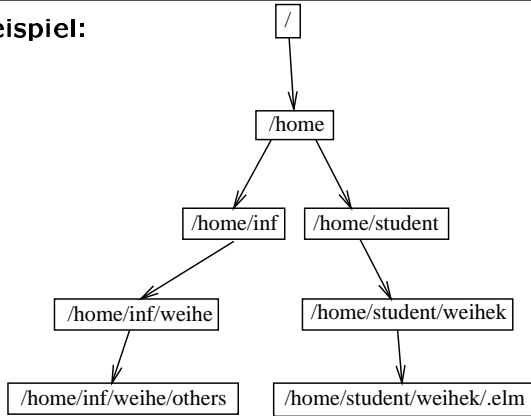 eispiel:
/
/home
/home/inf
/home/student
/home/inf/weihe
/home/student/weihek
/home/inf/weihe/others
/home/student/weihek/.elm